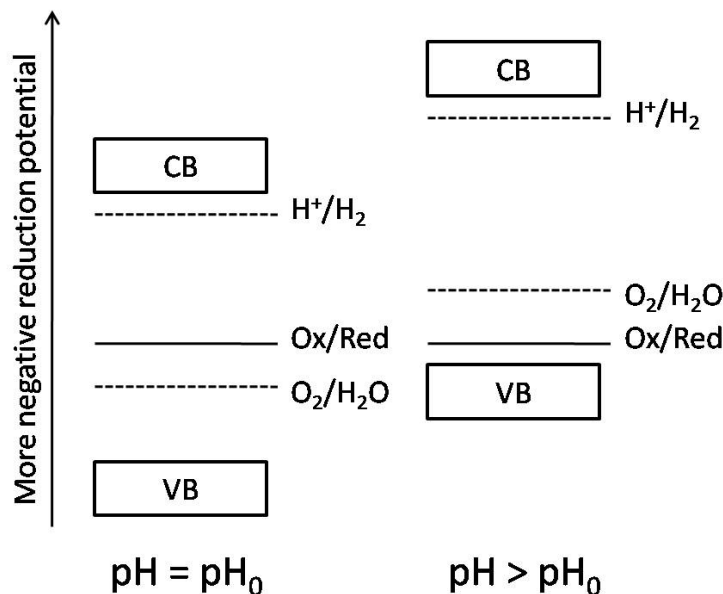 More negative reduction potential
CB
H⁺/H₂
Ox/Red
O₂/H₂O
VB
pH = pH₀
CB
H⁺/H₂
O₂/H₂O
Ox/Red
VB
pH > pH₀